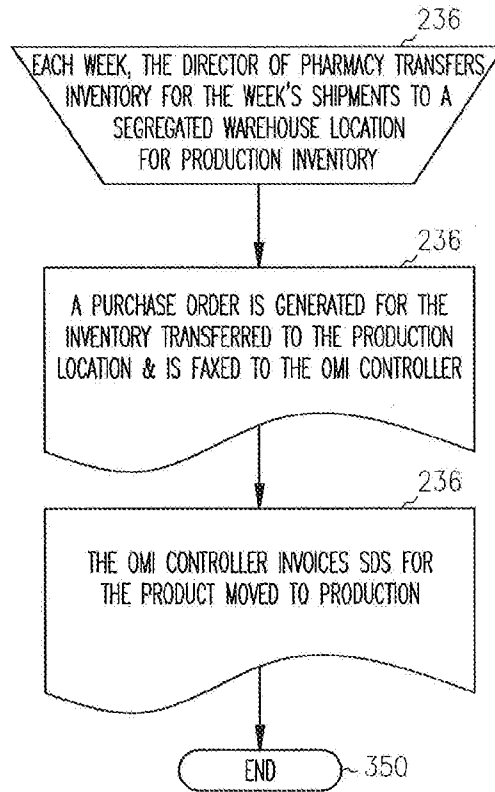 236
EACH WEEK, THE DIRECTOR OF PHARMACY TRANSFERS
INVENTORY FOR THE WEEK'S SHIPMENTS TO A
SEGREGATED WAREHOUSE LOCATION
FOR PRODUCTION INVENTORY
236
A PURCHASE ORDER IS GENERATED FOR THE
INVENTORY TRANSFERRED TO THE PRODUCTION
LOCATION & IS FAXED TO THE OMI CONTROLLER
236
THE OMI CONTROLLER INVOICES SDS FOR
THE PRODUCT MOVED TO PRODUCTION
END
350